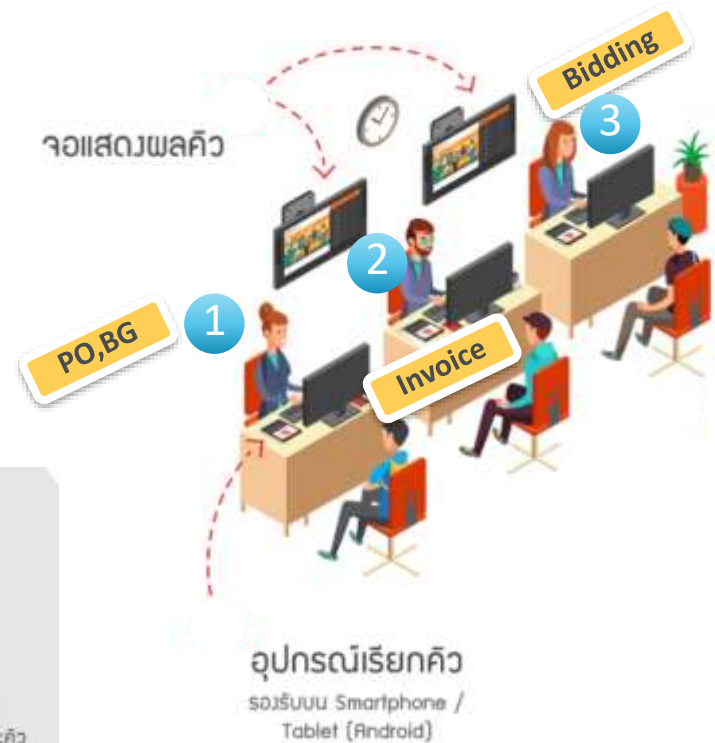 Bidding
3
จอแสดงผลคิว
2
1
PO,BG
Invoice
อุปกรณ์เรียกคิว
รองรับบน Smartphone /
Tablet (Android)